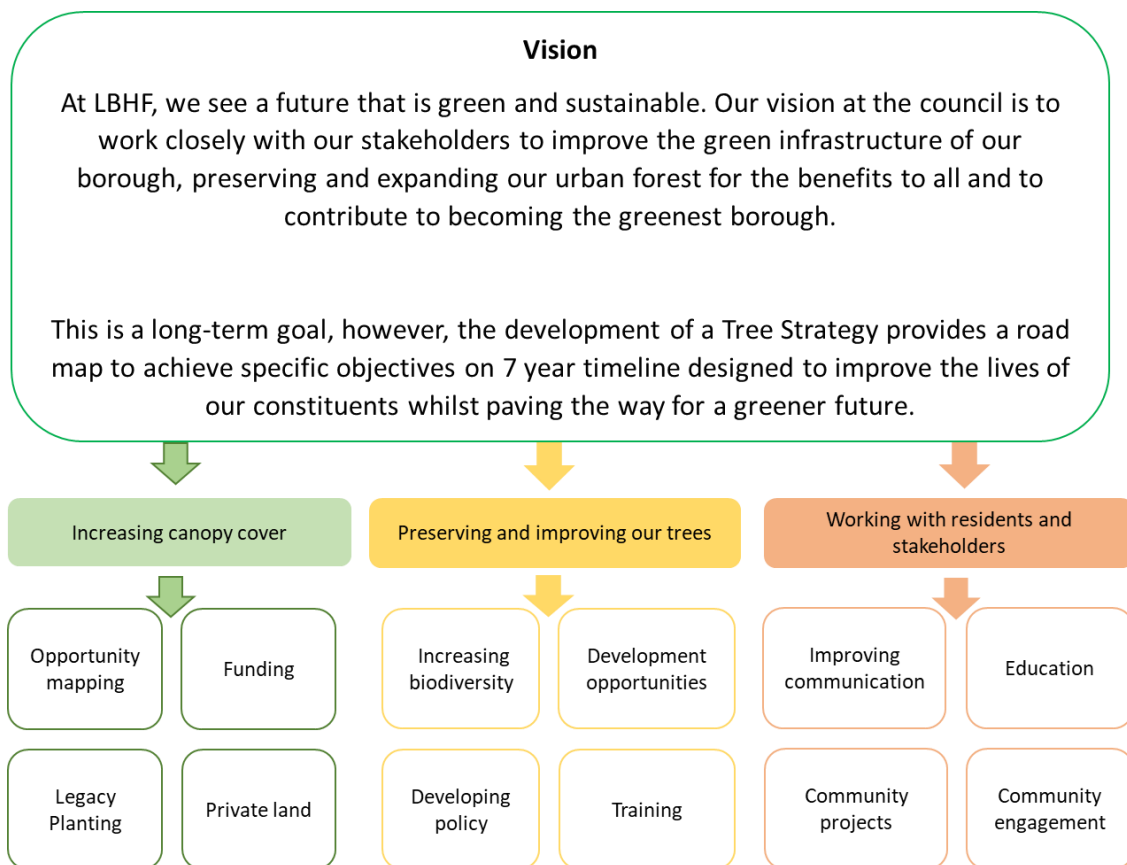 Vision
At LBHF, we see a future that is green and sustainable. Our vision at the council is to
work closely with our stakeholders to improve the green infrastructure of our
borough, preserving and expanding our urban forest for the benefits to all and to
contribute to becoming the greenest borough.
This is a long-term goal, however, the development of a Tree Strategy provides a road
map to achieve specific objectives on 7 year timeline designed to improve the lives of
our constituents whilst paving the way for a greener future.
Increasing canopy cover
Preserving and improving our trees
Working with residents and
stakeholders
Opportunity
mapping
Funding
Legacy
Planting
Private land
Increasing
biodiversity
Development
opportunities
Developing
policy
Training
Improving
communication
Education
Community
projects
Community
engagement